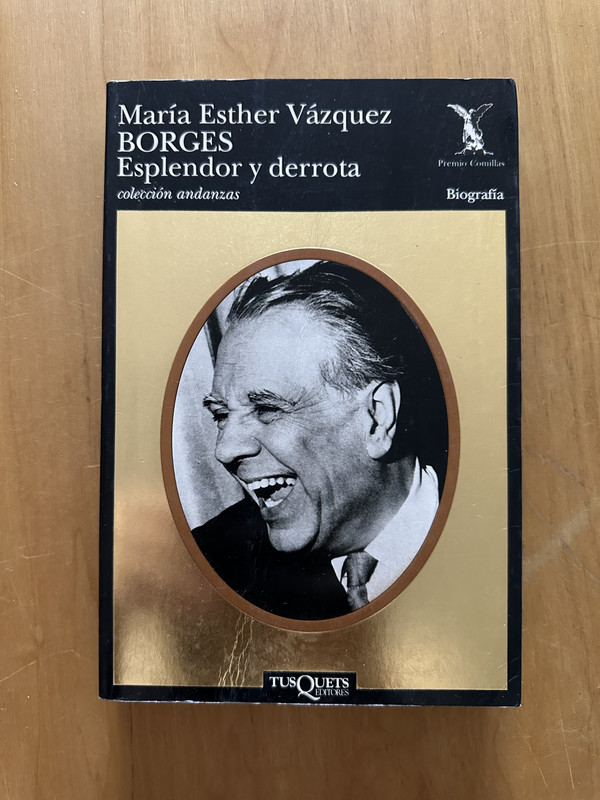 María Esther Vázquez
BORGES
Esplendor y derrota
colección andanzas
Premio Comillas
Biografía
TUSQUETS
EDITORES